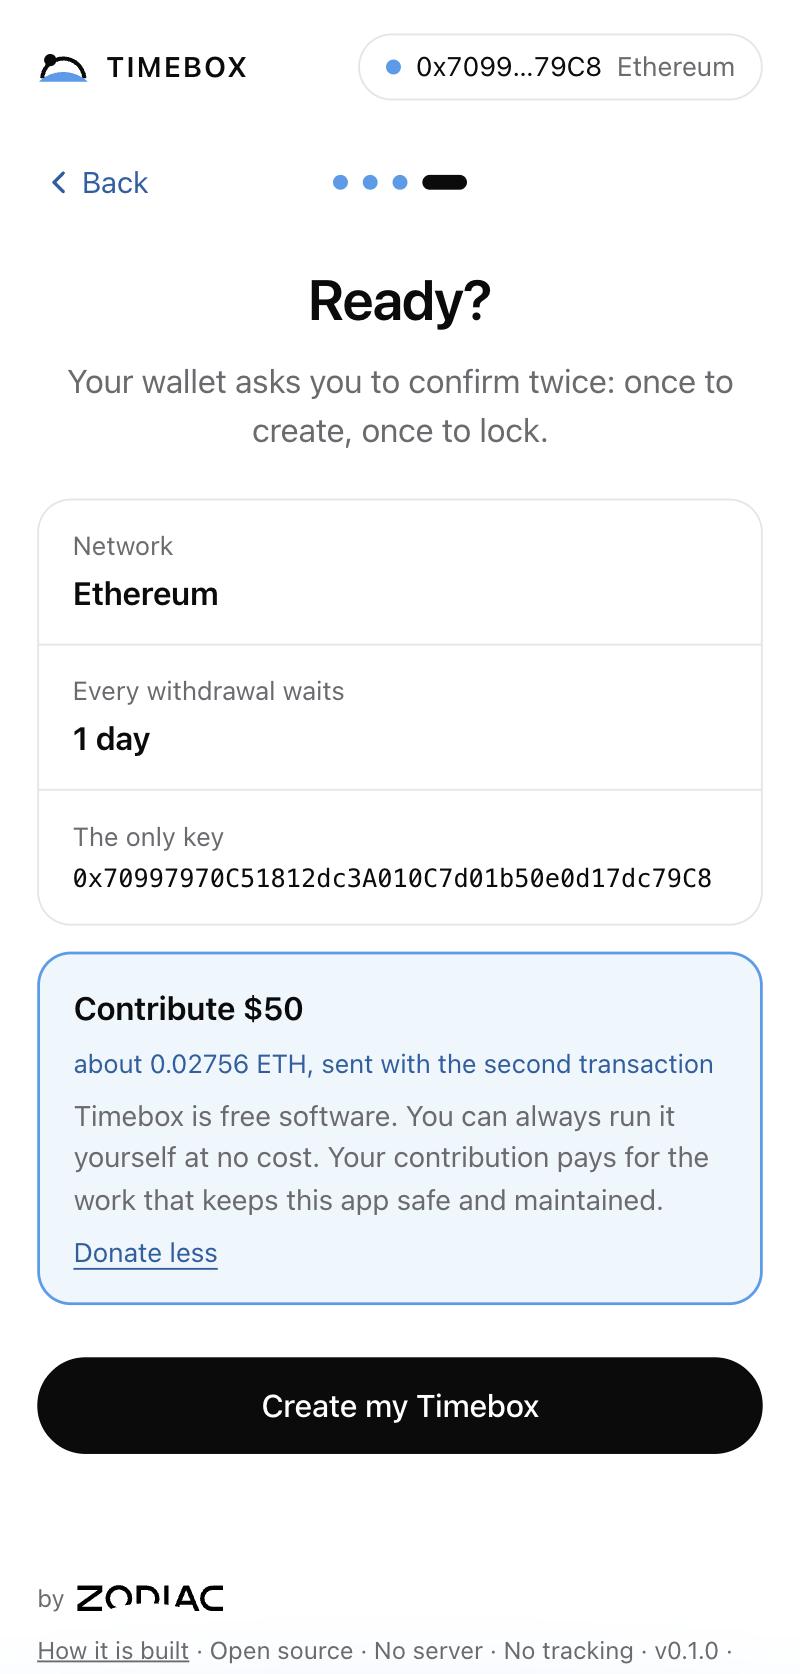 TIMEBOX
0x7099...79C8 Ethereum
Back
Ready?
Your wallet asks you to confirm twice: once to
create, once to lock.
Network
Ethereum
Every withdrawal waits
1 day
The only key
0x70997970C51812dc3A010C7d01b50e0d17dc79C8
Contribute $50
about 0.02756 ETH, sent with the second transaction
Timebox is free software. You can always run it
yourself at no cost. Your contribution pays for the
work that keeps this app safe and maintained.
Donate less
Create my Timebox
by ZODIAC
How it is built · Open source · No server · No tracking · v0.1.0 ·